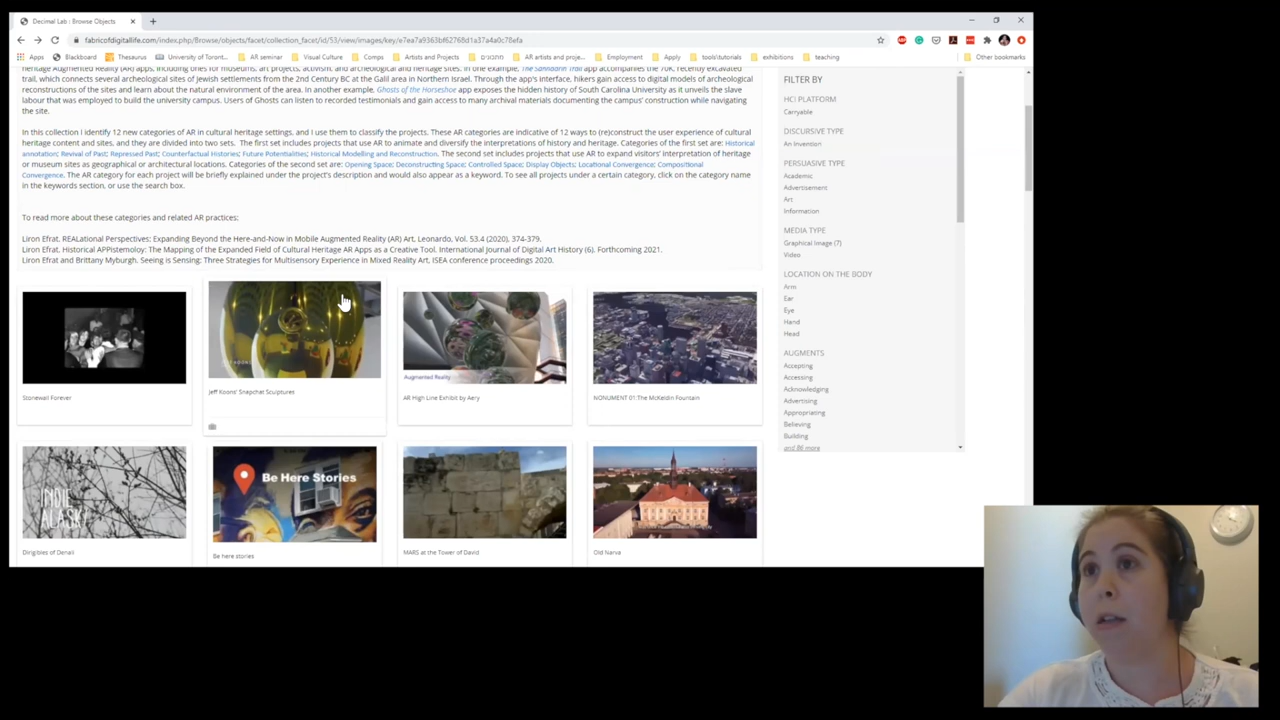 Decimal Lab : Browse Objects
fabricofdigitallife.com/index.php/Browse/objects/facet/collection_facet/id/53/view/images/key/e7ea7a9363bf62768d1a37a4a0c78efa
Apps Blackboard Thesaurus University of Toront... AR seminar Visual Culture Comps Artists and Projects מכתבים AR artists and proje... Employment Apply tools\tutorials exhibitions teaching Other bookmarks
trail, which connects several archeological sites of Jewish settlements from the 2nd Century BC at the Galil area in Northern Israel. Through the app's interface, hikers gain access to digital models of archeological
reconstructions of the sites and learn about the natural environment of the area. In another example, Ghosts of the Horseshoe app exposes the hidden history of South Carolina University as it unveils the slave
labour that was employed to build the university campus. Users of Ghosts can listen to recorded testimonials and gain access to many archival materials documenting the campus' construction while navigating
the site.
In this collection I identify 12 new categories of AR in cultural heritage settings, and I use them to classify the projects. These AR categories are indicative of 12 ways to (re)construct the user experience of cultural
heritage content and sites, and they are divided into two sets. The first set includes projects that use AR to animate and diversify the interpretations of history and heritage. Categories of the first set are: Historical
annotation; Revival of Past; Repressed Past; Counterfactual Histories; Future Potentialities; Historical Modelling and Reconstruction. The second set includes projects that use AR to expand visitors' interpretation of heritage
or museum sites as geographical or architectural locations. Categories of the second set are: Opening Space; Deconstructing Space; Controlled Space; Display Objects; Locational Convergence; Compositional
Convergence. The AR category for each project will be briefly explained under the project's description and would also appear as a keyword. To see all projects under a certain category, click on the category name
in the keywords section, or use the search box.
To read more about these categories and related AR practices:
Liron Efrat, REALational Perspectives: Expanding Beyond the Here-and-Now in Mobile Augmented Reality (AR) Art, Leonardo, Vol. 53.4 (2020), 374-379.
Liron Efrat, Historical APPistemoloy: The Mapping of the Expanded Field of Cultural Heritage AR Apps as a Creative Tool. International Journal of Digital Art History (6). Forthcoming 2021.
Liron Efrat and Brittany Myburgh. Seeing is Sensing: Three Strategies for Multisensory Experience in Mixed Reality Art, ISEA conference proceedings 2020.
Augmented Reality
Stonewall Forever
Jeff Koons' Snapchat Sculptures
AR High Line Exhibit by Aery
NONUMENT 01:The McKeldin Fountain
INDIE
ALASKA
Be Here Stories
Dirigibles of Denali
Be here stories
MARS at the Tower of David
Old Narva
FILTER BY
HCI PLATFORM
Carryable
DISCURSIVE TYPE
An Invention
PERSUASIVE TYPE
Academic
Advertisement
Art
Information
MEDIA TYPE
Graphical Image (7)
Video
LOCATION ON THE BODY
Arm
Ear
Eye
Hand
Head
AUGMENTS
Accepting
Accessing
Acknowledging
Advertising
Appropriating
Believing
Building
and 86 more